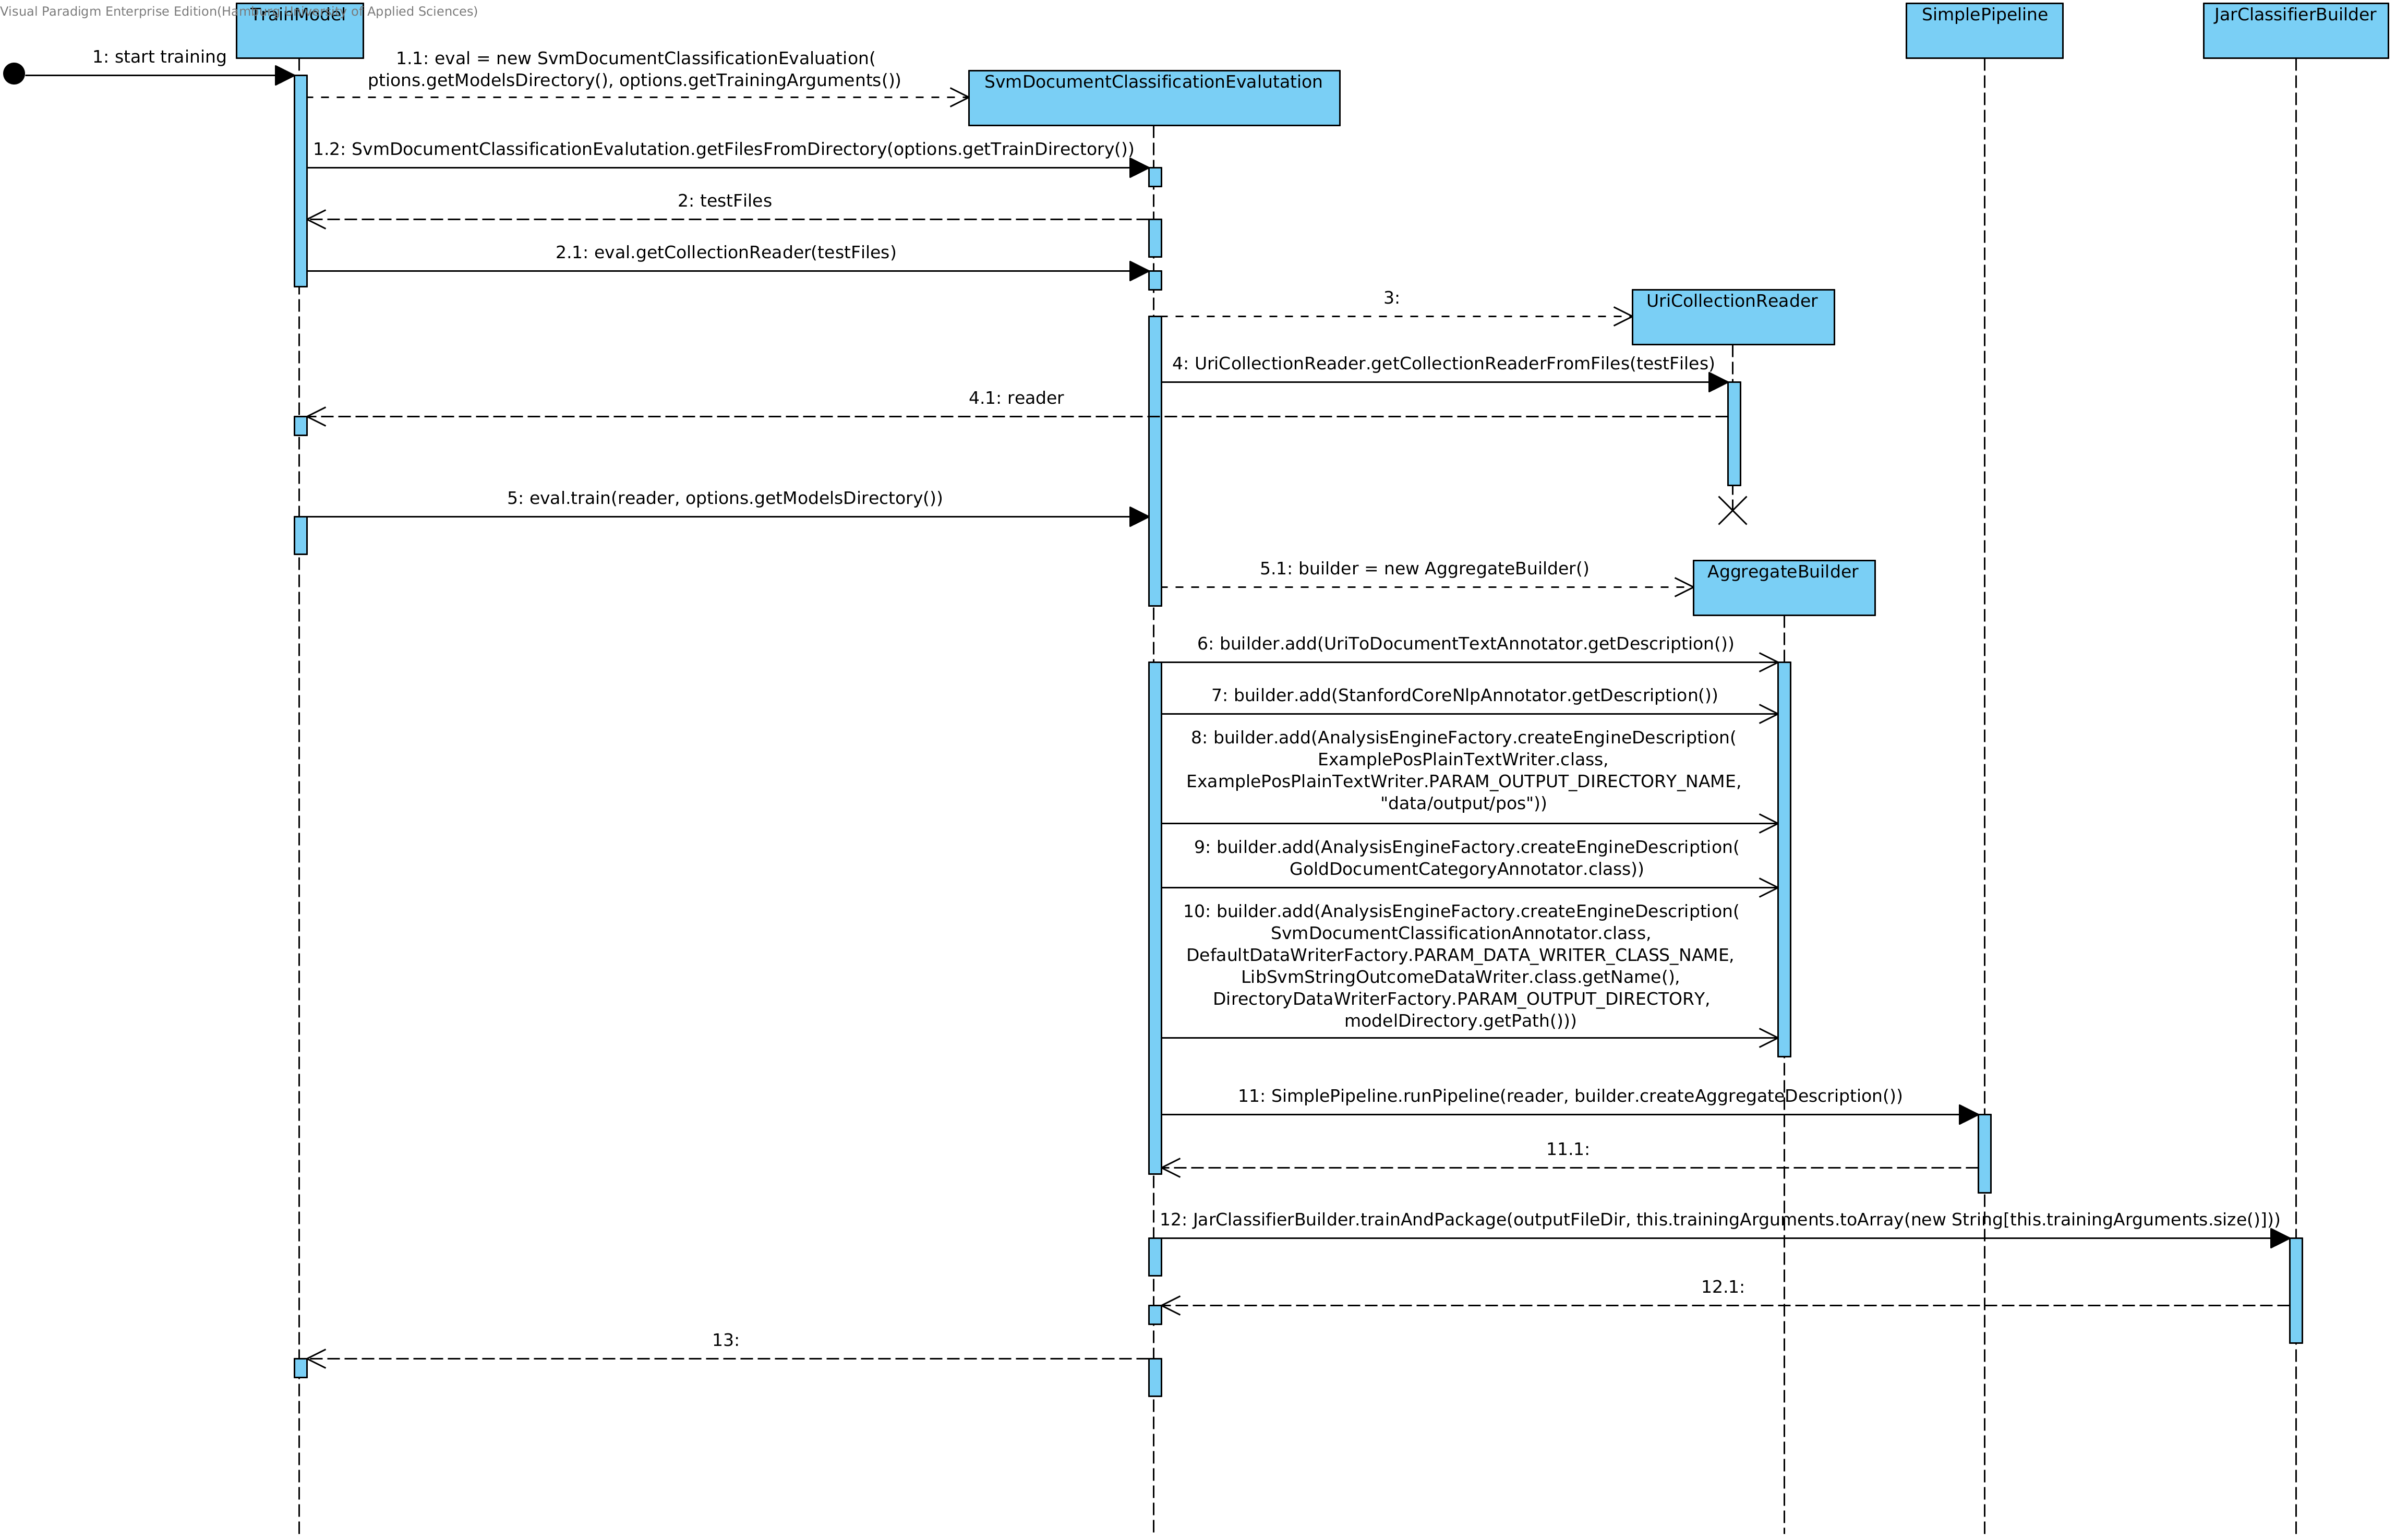 Visual Paradigm Enterprise Edition(Hamburg University of Applied Sciences)
TrainModel
SimplePipeline
JarClassifierBuilder
1: start training
1.1: eval = new SvmDocumentClassificationEvaluation(
ptions.getModelsDirectory(), options.getTrainingArguments())
SvmDocumentClassificationEvalutation
1.2: SvmDocumentClassificationEvalutation.getFilesFromDirectory(options.getTrainDirectory())
2: testFiles
2.1: eval.getCollectionReader(testFiles)
3:
UriCollectionReader
4: UriCollectionReader.getCollectionReaderFromFiles(testFiles)
4.1: reader
5: eval.train(reader, options.getModelsDirectory())
5.1: builder = new AggregateBuilder()
AggregateBuilder
6: builder.add(UriToDocumentTextAnnotator.getDescription())
7: builder.add(StanfordCoreNlpAnnotator.getDescription())
8: builder.add(AnalysisEngineFactory.createEngineDescription(
ExamplePosPlainTextWriter.class,
ExamplePosPlainTextWriter.PARAM_OUTPUT_DIRECTORY_NAME,
"data/output/pos"))
9: builder.add(AnalysisEngineFactory.createEngineDescription(
GoldDocumentCategoryAnnotator.class))
10: builder.add(AnalysisEngineFactory.createEngineDescription(
SvmDocumentClassificationAnnotator.class,
DefaultDataWriterFactory.PARAM_DATA_WRITER_CLASS_NAME,
LibSvmStringOutcomeDataWriter.class.getName(),
DirectoryDataWriterFactory.PARAM_OUTPUT_DIRECTORY,
modelDirectory.getPath()))
11: SimplePipeline.runPipeline(reader, builder.createAggregateDescription())
11.1:
12: JarClassifierBuilder.trainAndPackage(outputFileDir, this.trainingArguments.toArray(new String[this.trainingArguments.size()]))
12.1:
13: